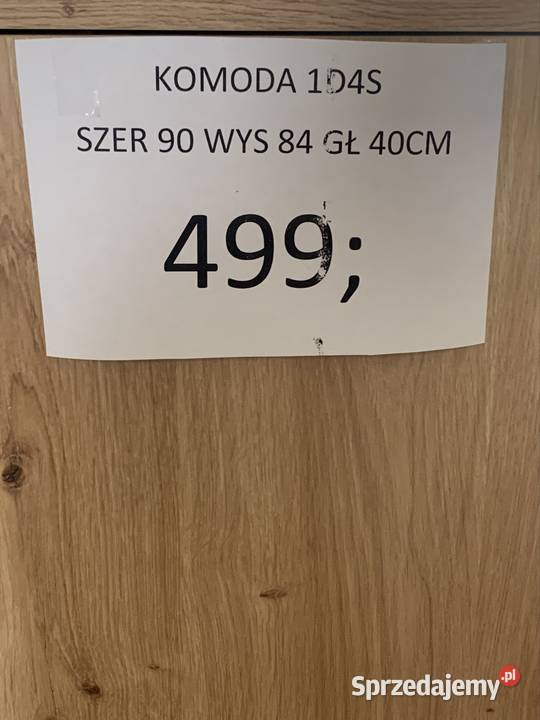 KOMODA 1D4S
SZER 90 WYS 84 GŁ 40CM
499;
Sprzedajemy.pl